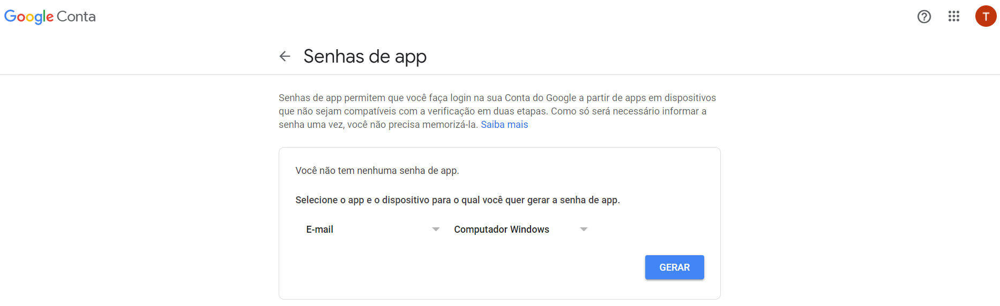 Google Conta
T
Senhas de app
Senhas de app permitem que você faça login na sua Conta do Google a partir de apps em dispositivos
que não sejam compatíveis com a verificação em duas etapas. Como só será necessário informar a
senha uma vez, você não precisa memorizá-la. Saiba mais
Você não tem nenhuma senha de app.
Selecione o app e o dispositivo para o qual você quer gerar a senha de app.
E-mail Computador Windows
GERAR